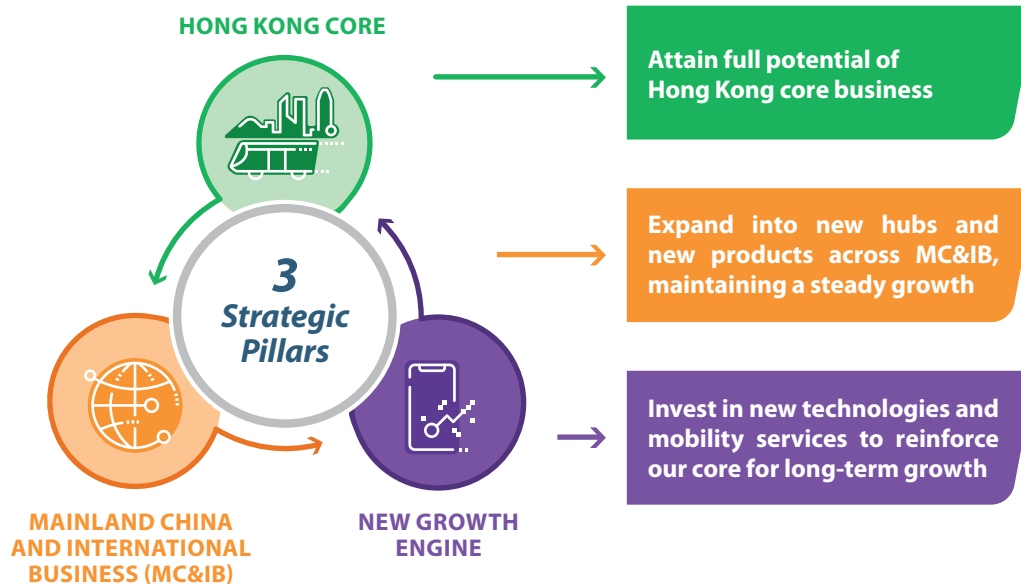 HONG KONG CORE
Attain full potential of
Hong Kong core business
3
Strategic
Pillars
Expand into new hubs and
new products across MC&IB,
maintaining a steady growth
Invest in new technologies and
mobility services to reinforce
our core for long-term growth
MAINLAND CHINA
AND INTERNATIONAL
BUSINESS (MC&IB)
NEW GROWTH
ENGINE